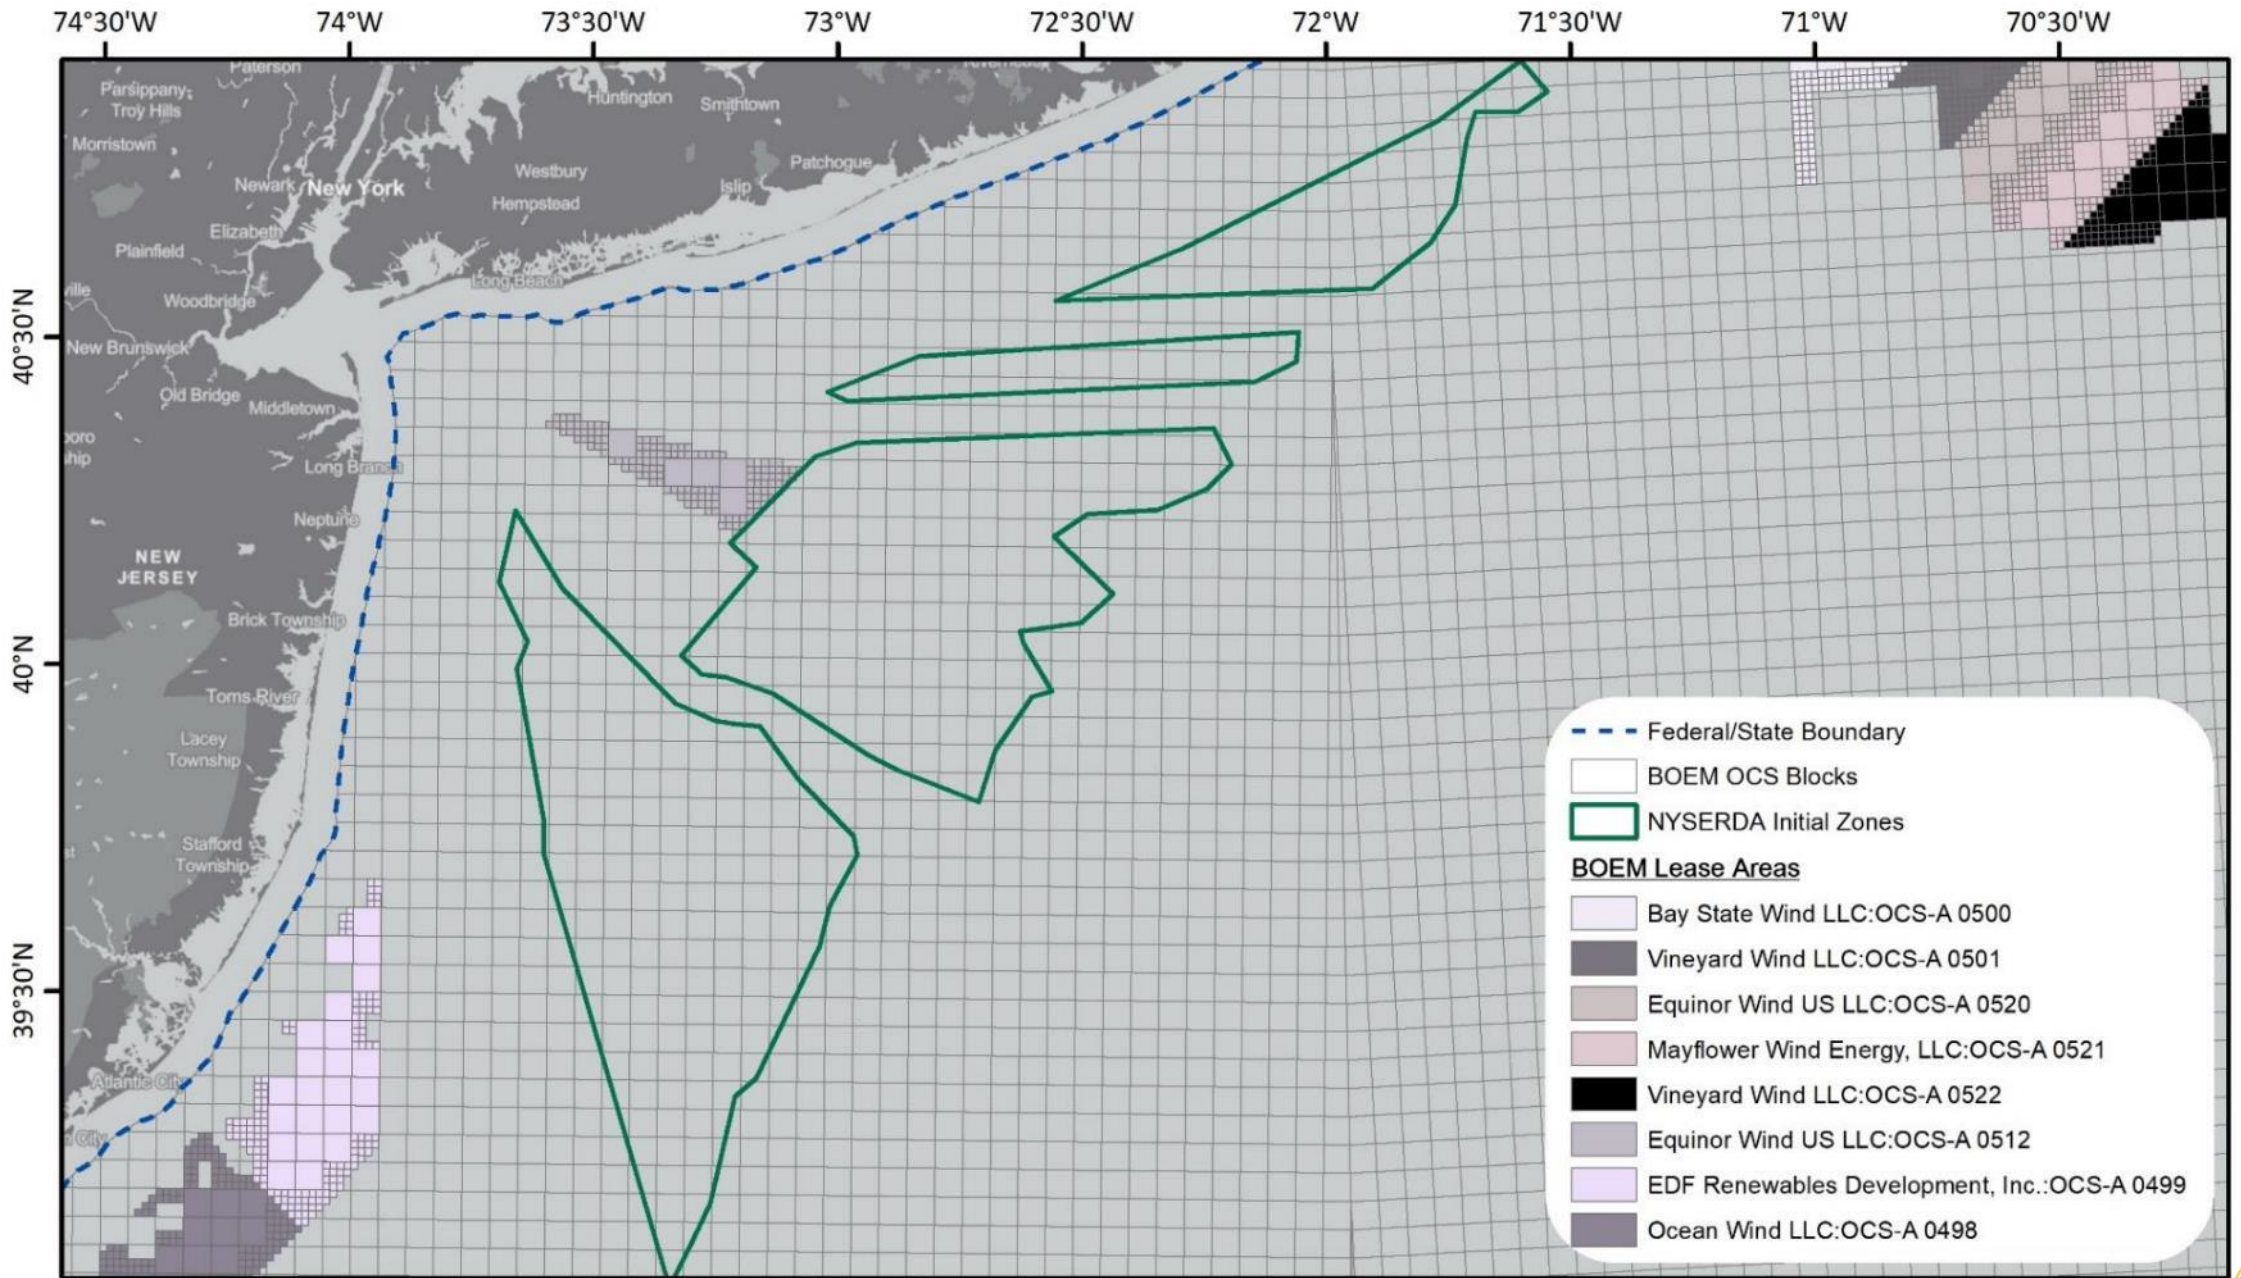 74°30'W 74°W 73°30'W 73°W 72°30'W 72°W 71°30'W 71°W 70°30'W
Paterson
Parsippany-
Troy Hills
Huntington
Smithtown
Morristown
Westbury
Patchogue
Newark
New York
Islip
Hempstead
Elizabeth
Plainfield
Long Beach
ville
Woodbridge
40°30'N
New Brunswick
Old Bridge
Middletown
boro
ship
Long Branch
Neptune
NEW
JERSEY
Brick Township
40°N
Toms River
Lacey
Township
Stafford
Township
39°30'N
Atlantic City
n City
Federal/State Boundary
BOEM OCS Blocks
NYSERDA Initial Zones
BOEM Lease Areas
Bay State Wind LLC:OCS-A 0500
Vineyard Wind LLC:OCS-A 0501
Equinor Wind US LLC:OCS-A 0520
Mayflower Wind Energy, LLC:OCS-A 0521
Vineyard Wind LLC:OCS-A 0522
Equinor Wind US LLC:OCS-A 0512
EDF Renewables Development, Inc.:OCS-A 0499
Ocean Wind LLC:OCS-A 0498